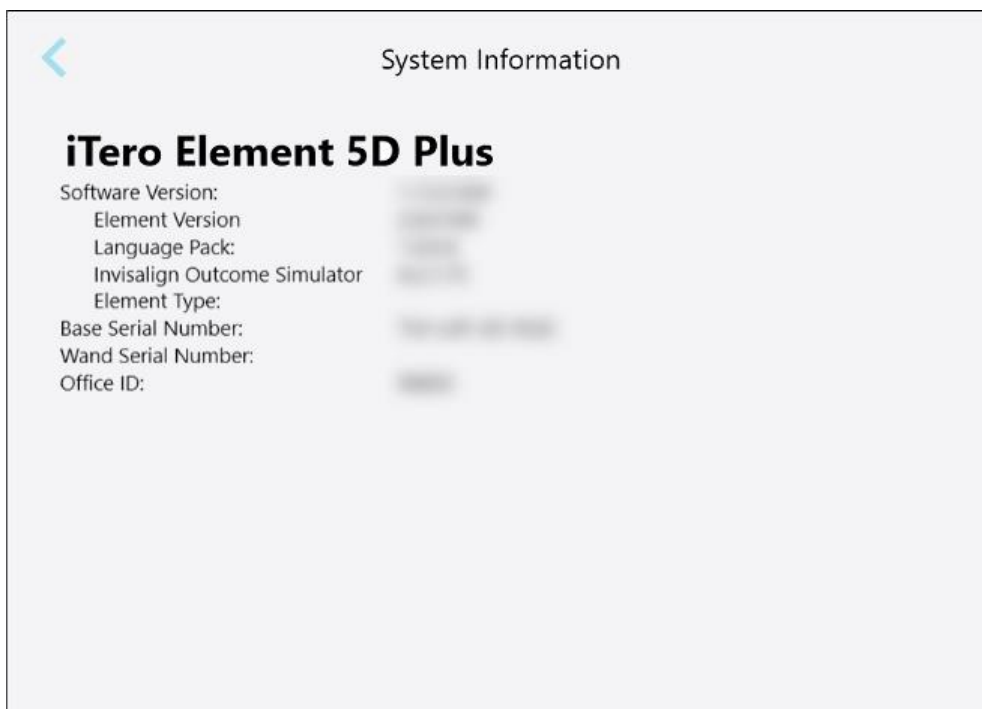 System Information
iTero Element 5D Plus
Software Version:
Element Version
Language Pack:
Invisalign Outcome Simulator
Element Type:
Base Serial Number:
Wand Serial Number:
Office ID: